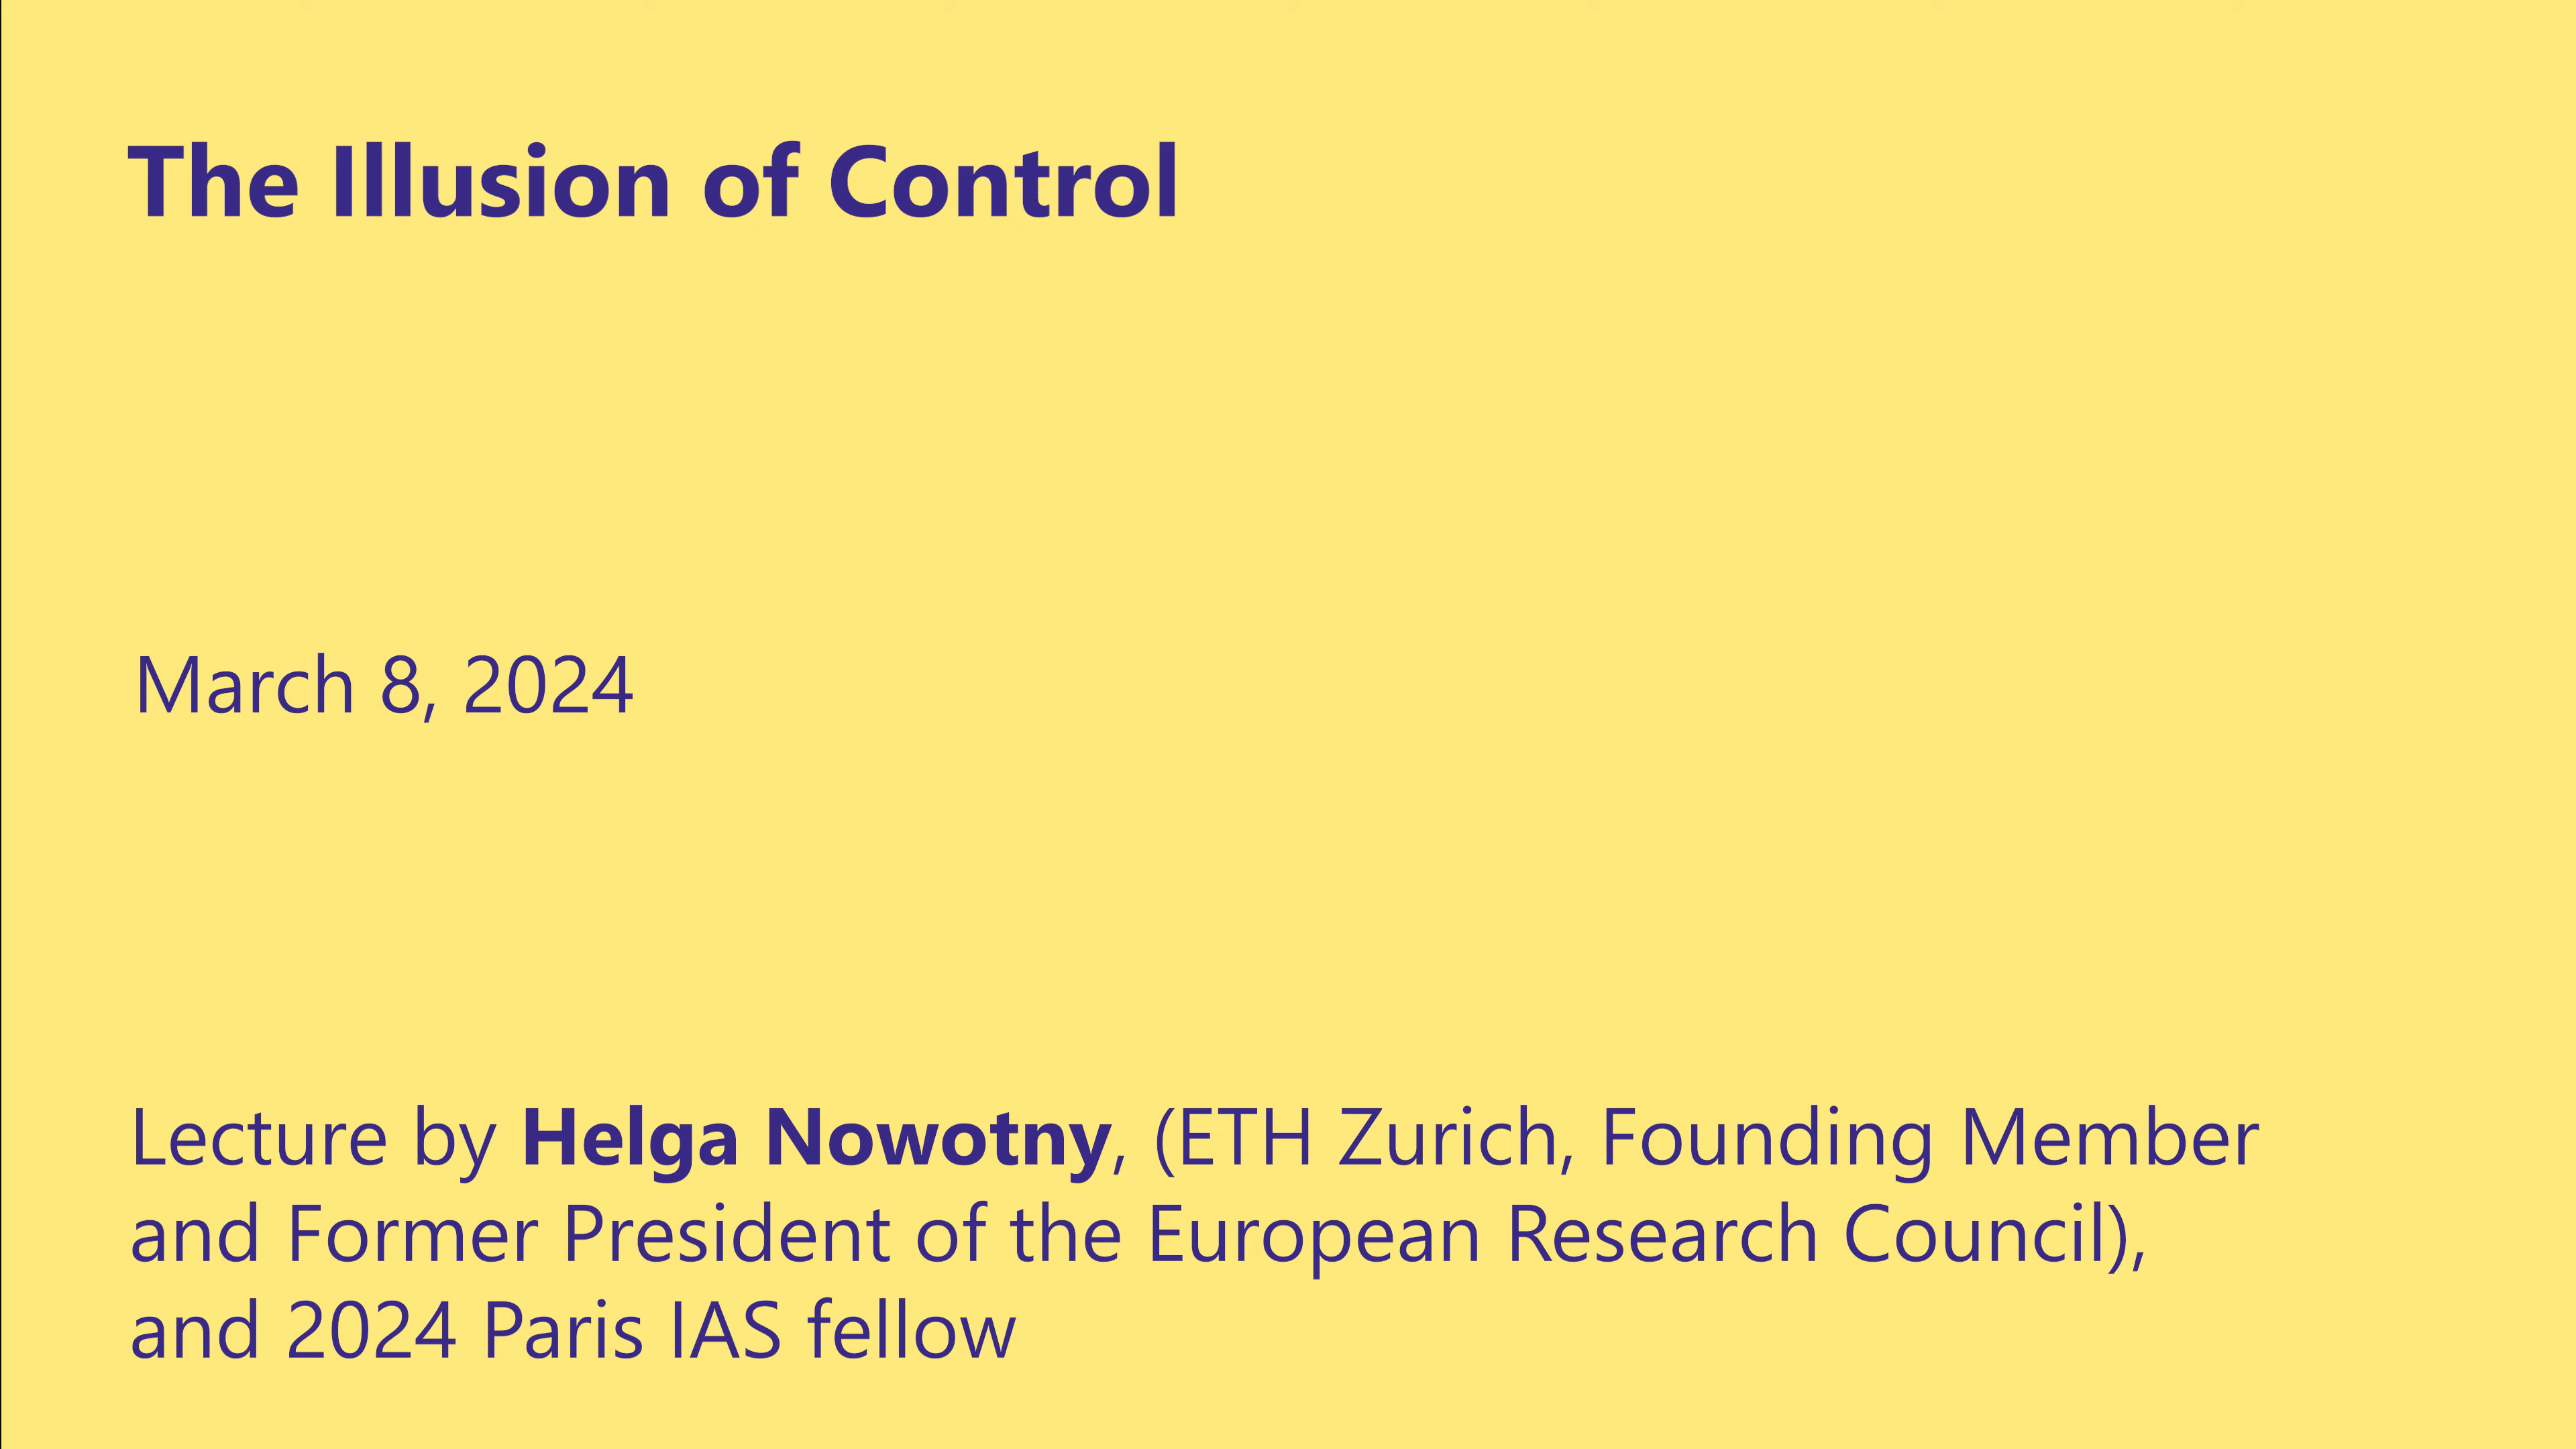 The Illusion of Control
March 8, 2024
Lecture by Helga Nowotny, (ETH Zurich, Founding Member
and Former President of the European Research Council),
and 2024 Paris IAS fellow